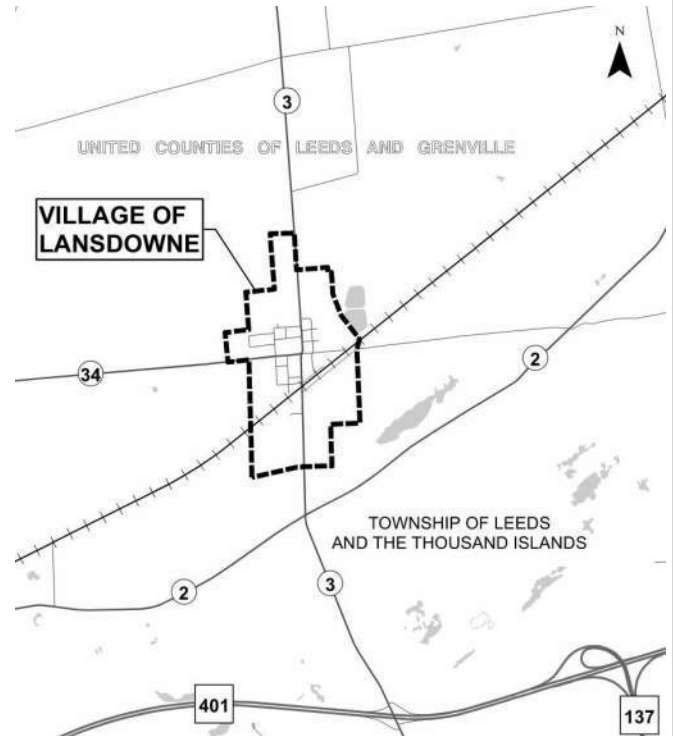 N
3
UNITED COUNTIES OF LEEDS AND GRENVILLE
VILLAGE OF
LANSDOWNE
2
34
TOWNSHIP OF LEEDS
AND THE THOUSAND ISLANDS
2
3
401
137